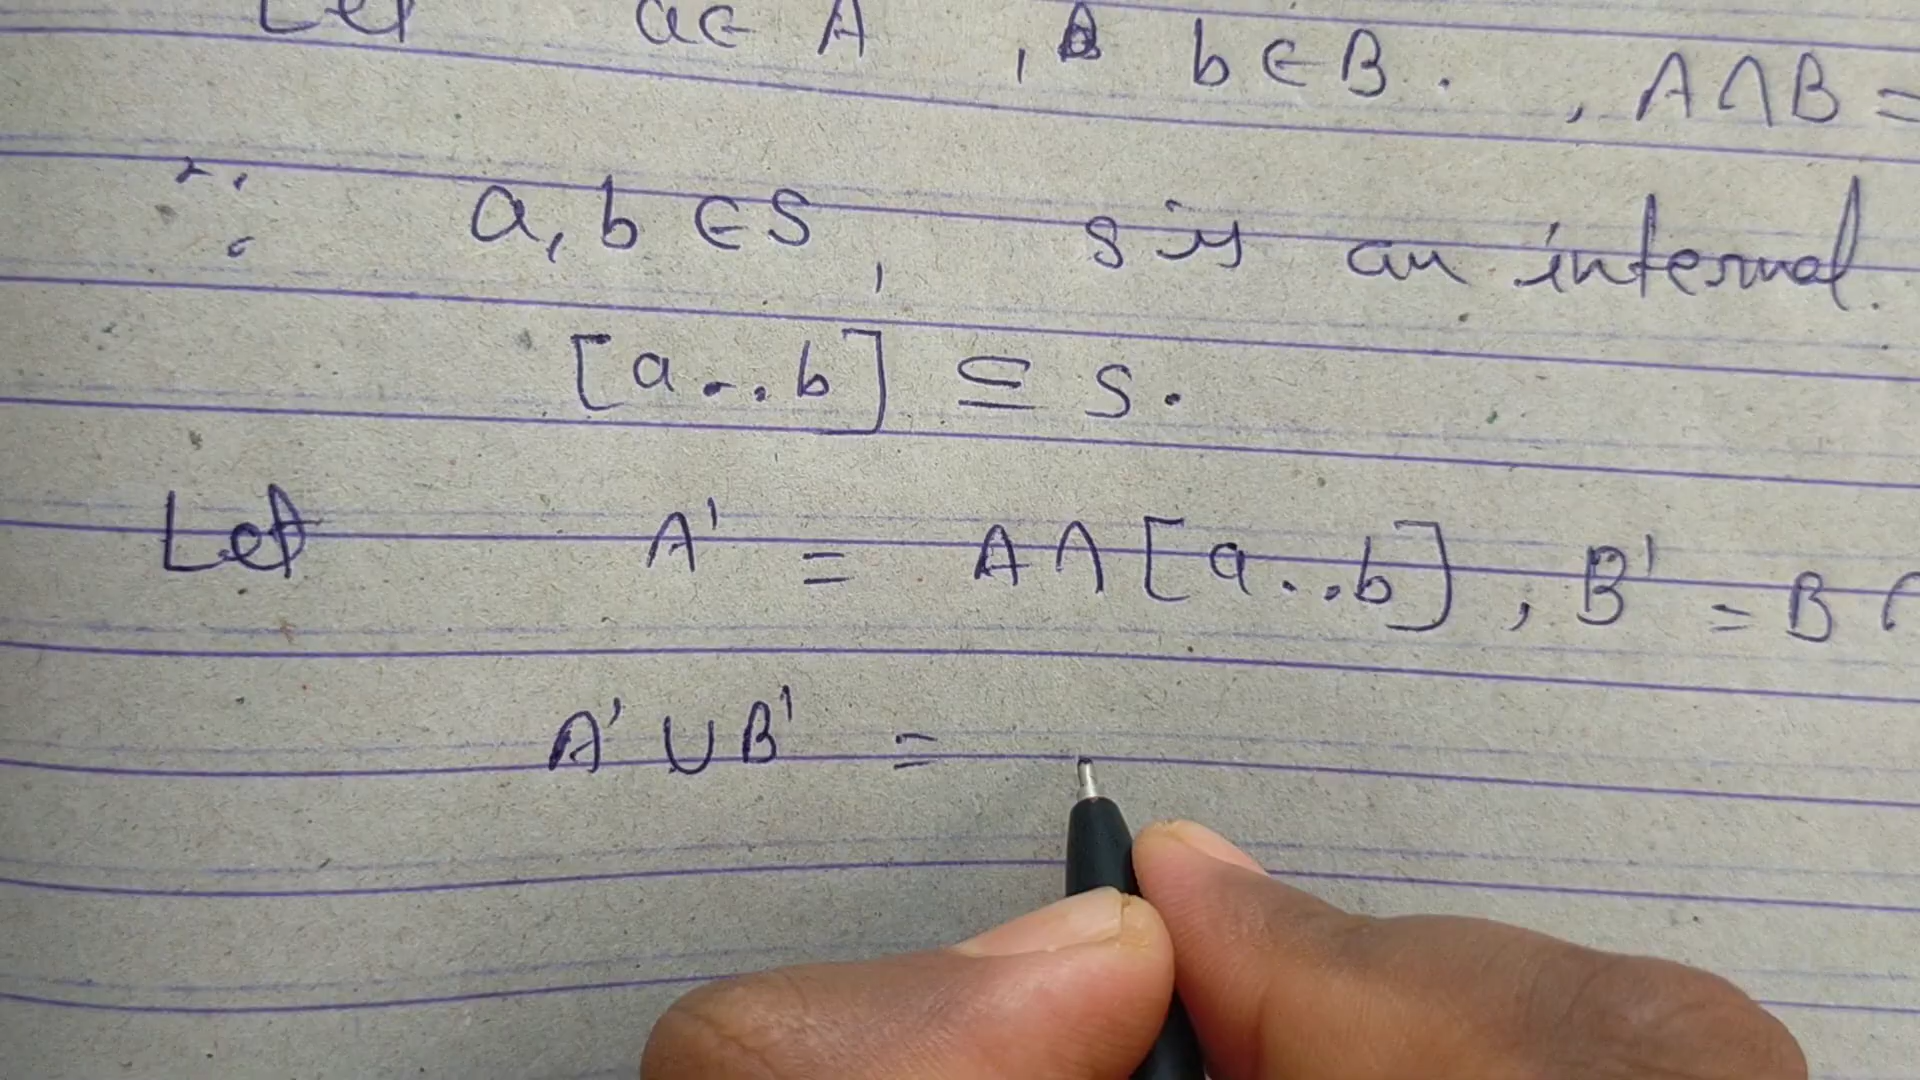 Let a ∈ A , b ∈ B . , A ∩ B =
∵ a, b ∈ S , S is an interval.
[a . . b] ⊆ S .
Let A' = A ∩ [a . . b] , B' = B ∩
A' ∪ B' =